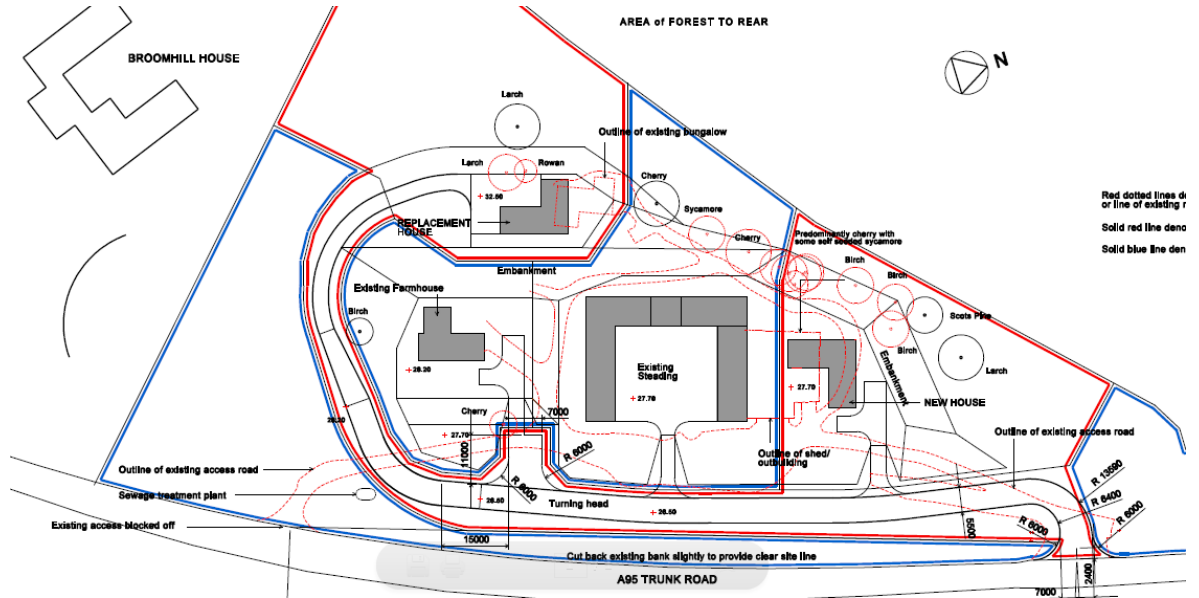 AREA of FOREST TO REAR
BROOMHILL HOUSE
N
Larch
Outline of existing bungalow
Larch
Rowan
Cherry
32.50
Sycamore
REPLACEMENT
HOUSE
Cherry
Predominently cherry with
some self seeded sycamore
Red dotted lines de
or line of existing r
Solid red line deno
Solid blue line den
Embankment
Birch
Birch
Existing Farmhouse
Birch
Scots Pine
Birch
Existing
Steading
Larch
28.20
27.70
27.70
Embankment
NEW HOUSE
Cherry
7000
27.70
Outline of existing access road
Outline of shed/
outbuilding
11000
R 6000
Outline of existing access road
R 13590
Sewage treatment plant
R 6000
26.50
Turning head
26.50
R 6400
R 6000
R 6000
5500
Existing access blocked off
15000
Cut back existing bank slightly to provide clear site line
A95 TRUNK ROAD
2400
7000